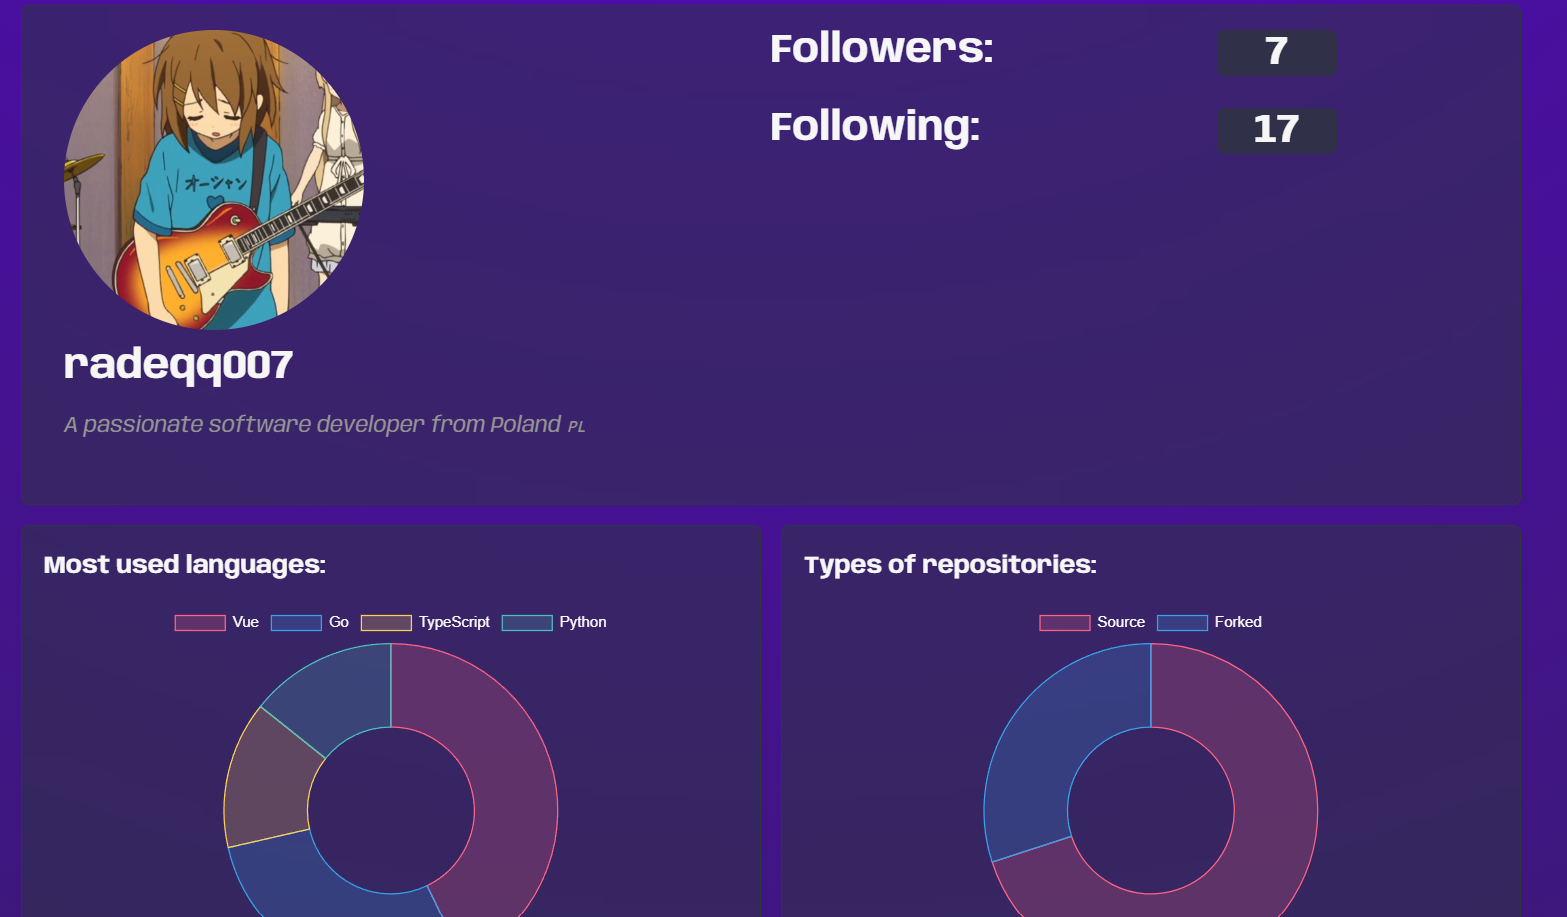 Followers: 7
Following: 17
オーシャン
radeqq007
A passionate software developer from Poland PL
Most used languages:
Vue Go TypeScript Python
Types of repositories:
Source Forked